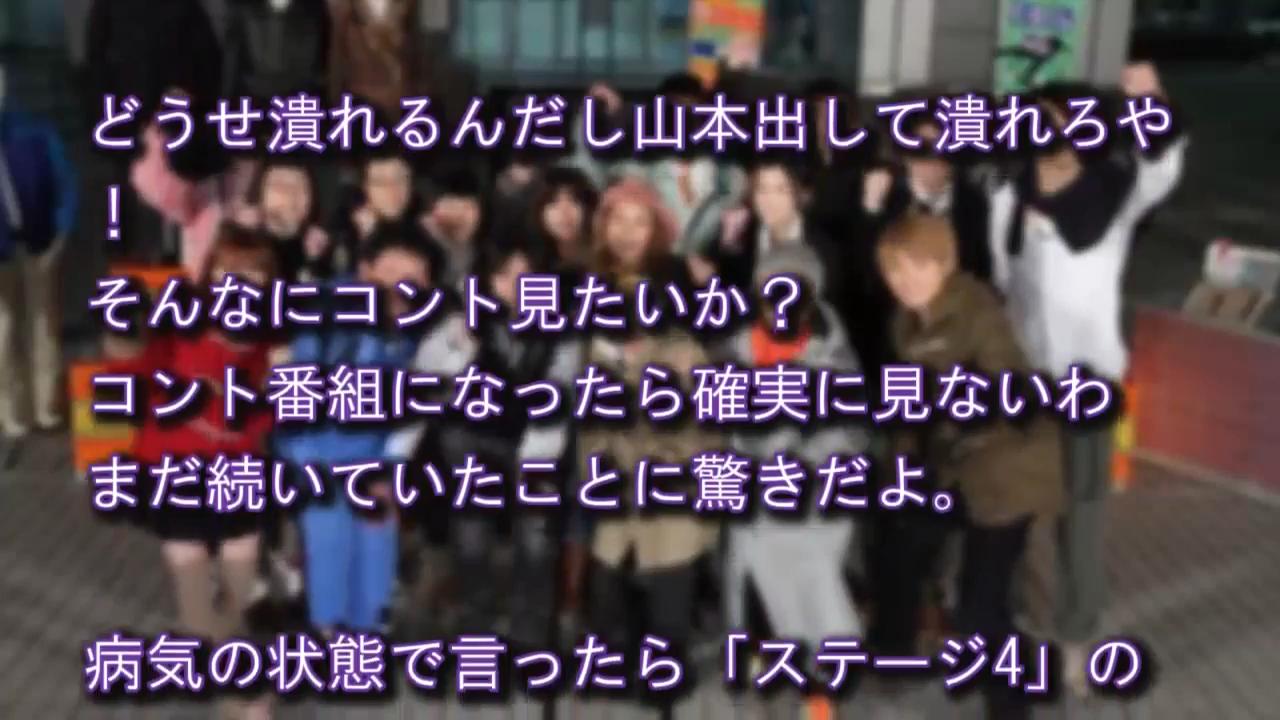 どうせ潰れるんだし山本出して潰れろや
！
そんなにコント見たいか？
コント番組になったら確実に見ないわ
まだ続いていたことに驚きだよ。
病気の状態で言ったら「ステージ4」の